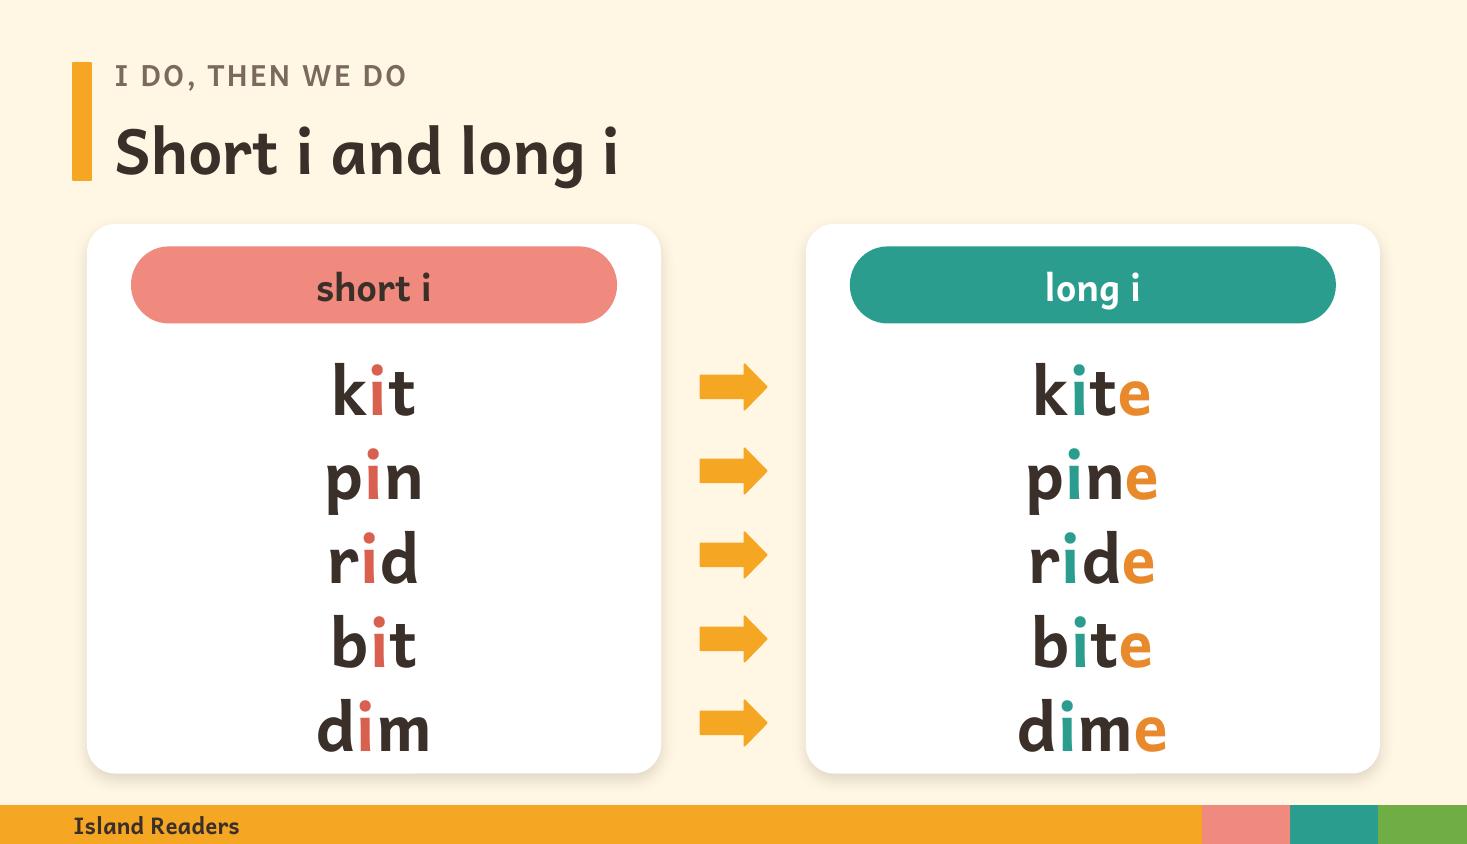 I DO, THEN WE DO
Short i and long i
short i
long i
kit
kite
pin
pine
rid
ride
bit
bite
dim
dime
Island Readers